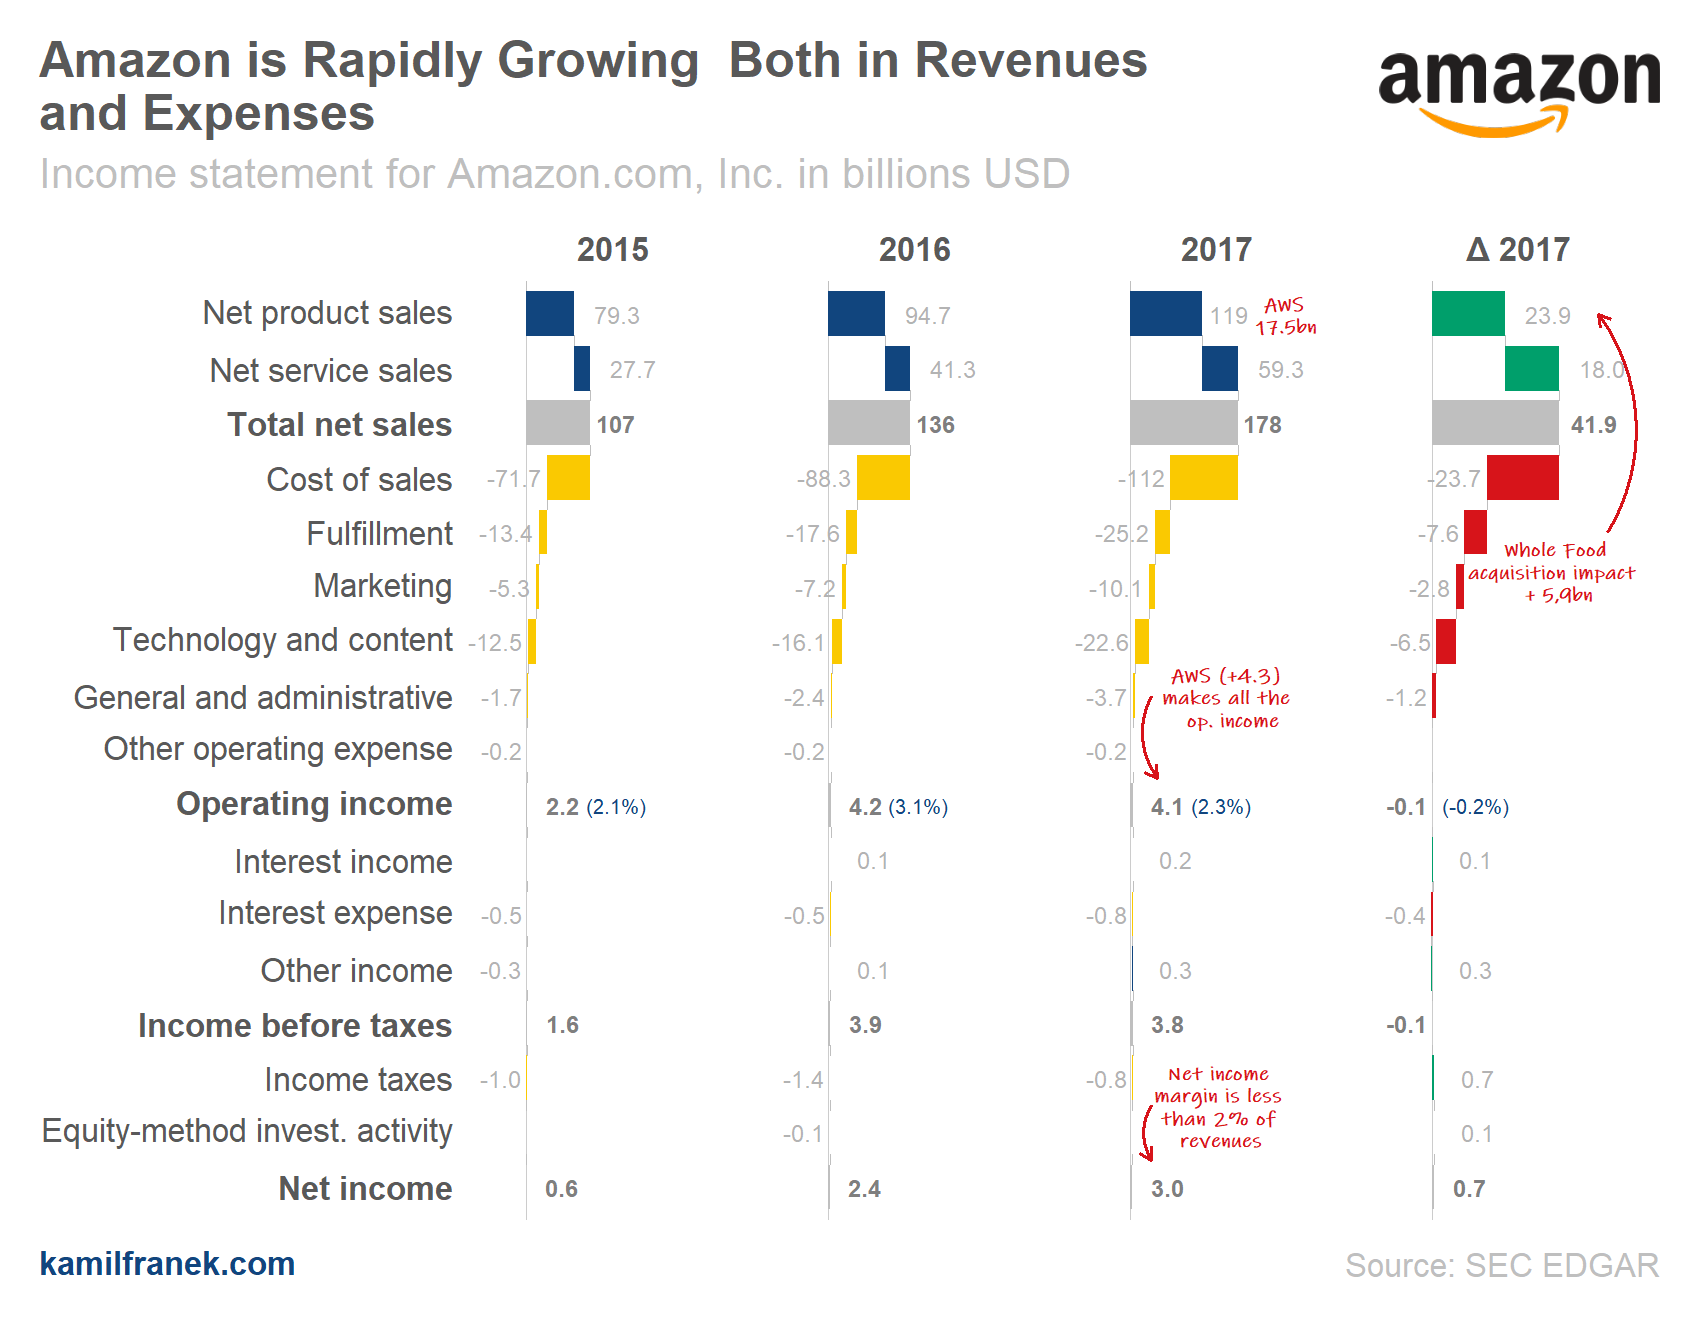 Amazon is Rapidly Growing  Both in Revenues
and Expenses
amazon
Income statement for Amazon.com, Inc. in billions USD
2015 2016 2017 Δ 2017
Net product sales 79.3 94.7 119 AWS 17.5bn 23.9
Net service sales 27.7 41.3 59.3 18.0
Total net sales 107 136 178 41.9
Cost of sales -71.7 -88.3 -112 -23.7
Fulfillment -13.4 -17.6 -25.2 -7.6
Whole Food
acquisition impact
+ 5,9bn
Marketing -5.3 -7.2 -10.1 -2.8
Technology and content -12.5 -16.1 -22.6 -6.5
AWS (+4.3)
makes all the
op. income
General and administrative -1.7 -2.4 -3.7 -1.2
Other operating expense -0.2 -0.2 -0.2
Operating income 2.2 (2.1%) 4.2 (3.1%) 4.1 (2.3%) -0.1 (-0.2%)
Interest income 0.1 0.2 0.1
Interest expense -0.5 -0.5 -0.8 -0.4
Other income -0.3 0.1 0.3 0.3
Income before taxes 1.6 3.9 3.8 -0.1
Income taxes -1.0 -1.4 -0.8 0.7
Net income
margin is less
than 2% of
revenues
Equity-method invest. activity -0.1 0.1
Net income 0.6 2.4 3.0 0.7
kamilfranek.com
Source: SEC EDGAR